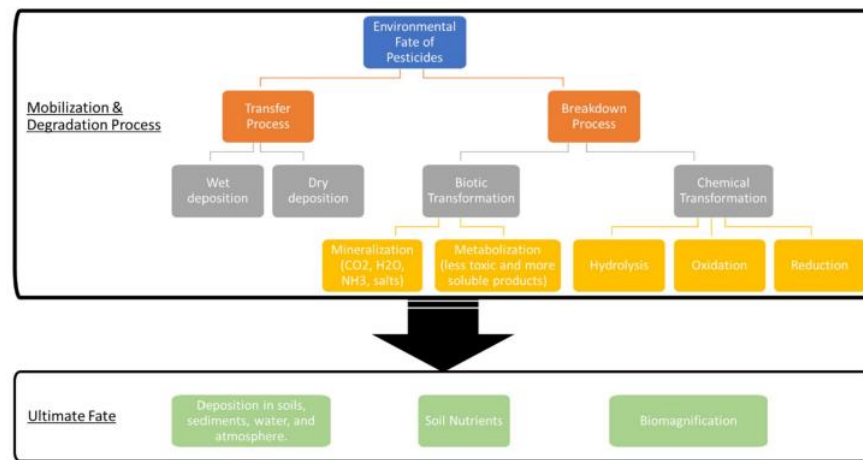 Environmental
Fate of
Pesticides
Mobilization &
Degradation Process
Transfer
Process
Breakdown
Process
Wet
deposition
Dry
deposition
Biotic
Transformation
Chemical
Transformation
Mineralization
(CO2, H2O,
NH3, salts)
Metabolization
(less toxic and more
soluble products)
Hydrolysis
Oxidation
Reduction
Ultimate Fate
Deposition in soils,
sediments, water, and
atmosphere.
Soil Nutrients
Biomagnification